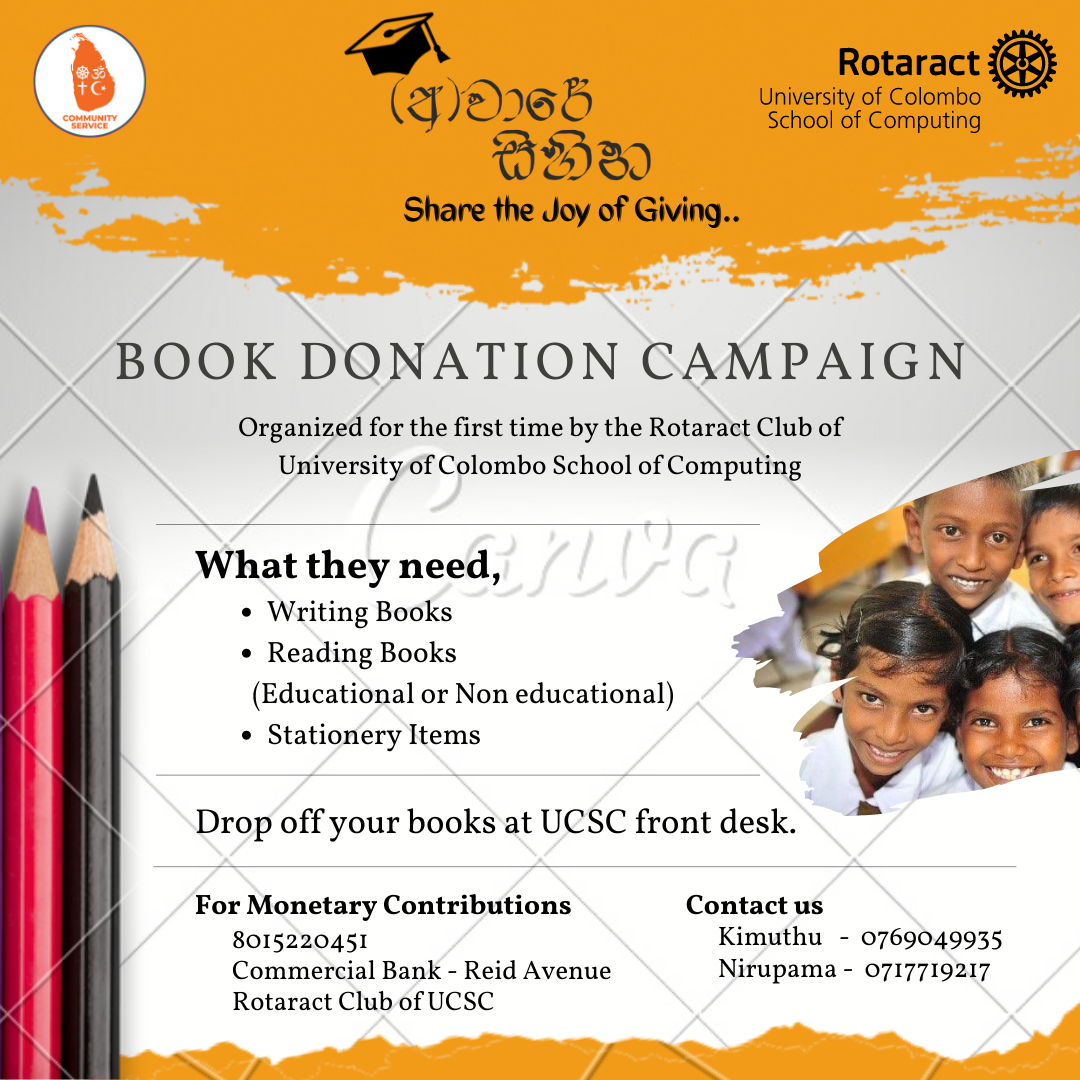 COMMUNITY
SERVICE
(අ)වාරේ
සිහින
Share the Joy of Giving..
Rotaract
University of Colombo
School of Computing
BOOK DONATION CAMPAIGN
Organized for the first time by the Rotaract Club of
University of Colombo School of Computing
Canva
What they need,
• Writing Books
• Reading Books
(Educational or Non educational)
• Stationery Items
Drop off your books at UCSC front desk.
For Monetary Contributions
8015220451
Commercial Bank - Reid Avenue
Rotaract Club of UCSC
Contact us
Kimuthu - 0769049935
Nirupama - 0717719217